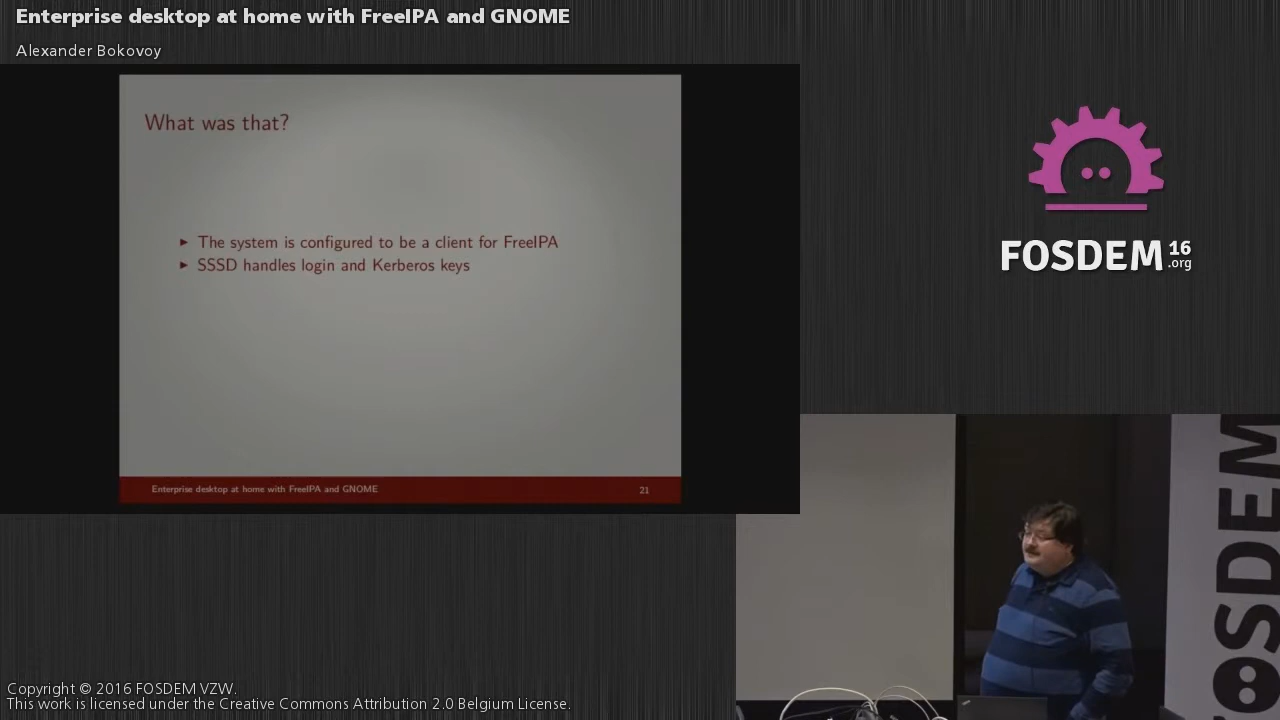 Enterprise desktop at home with FreeIPA and GNOME
Alexander Bokovoy
What was that?
▶ The system is configured to be a client for FreeIPA
▶ SSSD handles login and Kerberos keys
Enterprise desktop at home with FreeIPA and GNOME 21
FOSDEM 16 .org
FOSDEM
Copyright © 2016 FOSDEM VZW.
This work is licensed under the Creative Commons Attribution 2.0 Belgium License.